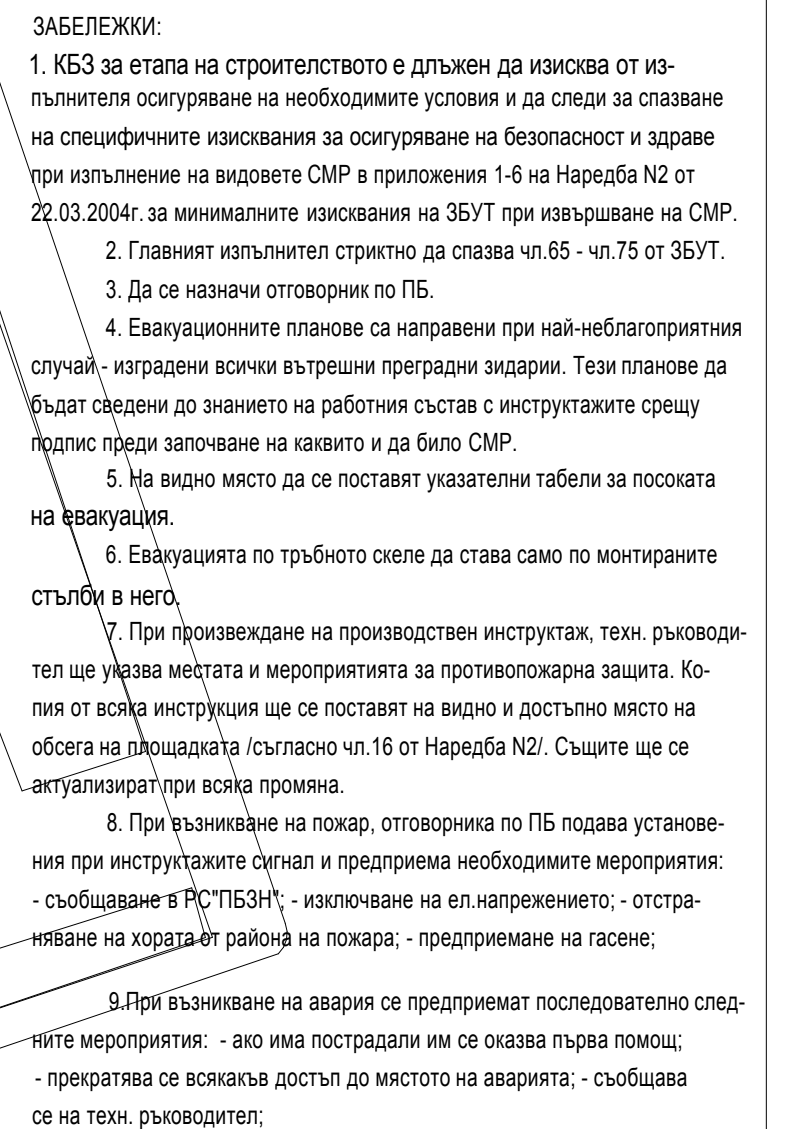 ЗАБЕЛЕЖКИ:
1. КБЗ за етапа на строителството е длъжен да изисква от из-
пълнителя осигуряване на необходимите условия и да следи за спазване
на специфичните изисквания за осигуряване на безопасност и здраве
при изпълнение на видовете СМР в приложения 1-6 на Наредба N2 от
22.03.2004г. за минималните изисквания на ЗБУТ при извършване на СМР.
2. Главният изпълнител стриктно да спазва чл.65 - чл.75 от ЗБУТ.
3. Да се назначи отговорник по ПБ.
4. Евакуационните планове са направени при най-неблагоприятния
случай - изградени всички вътрешни преградни зидарии. Тези планове да
бъдат сведени до знанието на работния състав с инструктажите срещу
подпис преди започване на каквито и да било СМР.
5. На видно място да се поставят указателни табели за посоката
на евакуация.
6. Евакуацията по тръбното скеле да става само по монтираните
стълби в него.
7. При произвеждане на производствен инструктаж, техн. ръководи-
тел ще указва местата и мероприятията за противопожарна защита. Ко-
пия от всяка инструкция ще се поставят на видно и достъпно място на
обсега на площадката /съгласно чл.16 от Наредба N2/. Същите ще се
актуализират при всяка промяна.
8. При възникване на пожар, отговорника по ПБ подава установе-
ния при инструктажите сигнал и предприема необходимите мероприятия:
- съобщаване в РС"ПБЗН"; - изключване на ел.напрежението; - отстра-
няване на хората от района на пожара; - предприемане на гасене;
9.При възникване на авария се предприемат последователно след-
ните мероприятия: - ако има пострадали им се оказва първа помощ;
- прекратява се всякакъв достъп до мястото на аварията; - съобщава
се на техн. ръководител;